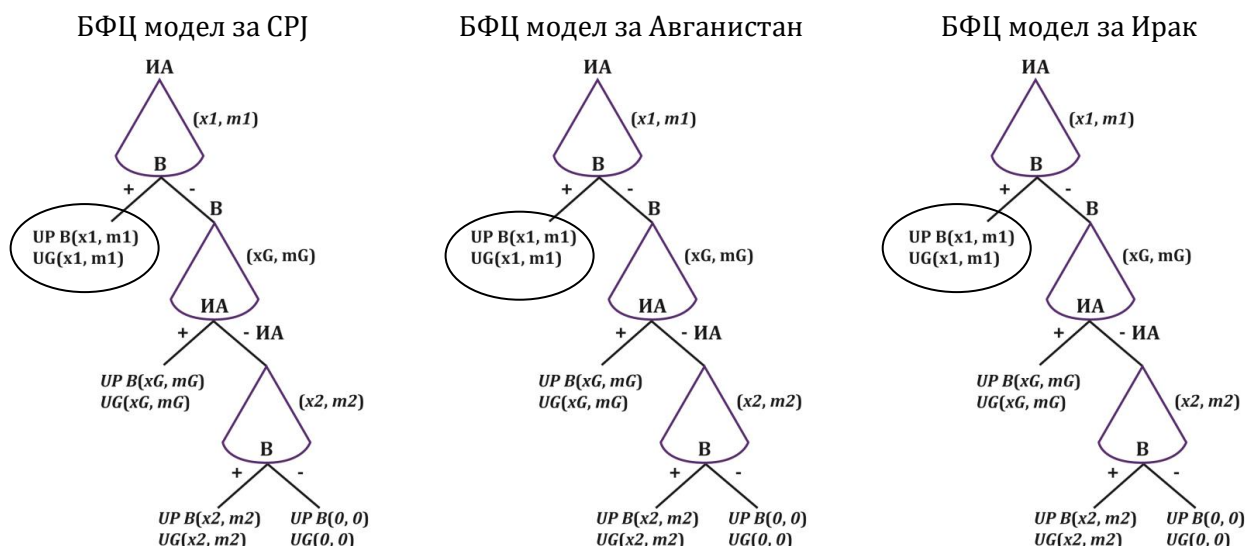 БФЦ модел за СРЈ
ИА
(x1, m1)
В
+ -
UP B(x1, m1)
UG(x1, m1)
В
(xG, mG)
ИА
+ - ИА
UP B(xG, mG)
UG(xG, mG)
(x2, m2)
В
+ -
UP B(x2, m2) UP B(0, 0)
UG(x2, m2) UG(0, 0)
БФЦ модел за Авганистан
ИА
(x1, m1)
В
+ -
UP B(x1, m1)
UG(x1, m1)
В
(xG, mG)
ИА
+ - ИА
UP B(xG, mG)
UG(xG, mG)
(x2, m2)
В
+ -
UP B(x2, m2) UP B(0, 0)
UG(x2, m2) UG(0, 0)
БФЦ модел за Ирак
ИА
(x1, m1)
В
+ -
UP B(x1, m1)
UG(x1, m1)
В
(xG, mG)
ИА
+ - ИА
UP B(xG, mG)
UG(xG, mG)
(x2, m2)
В
+ -
UP B(x2, m2) UP B(0, 0)
UG(x2, m2) UG(0, 0)